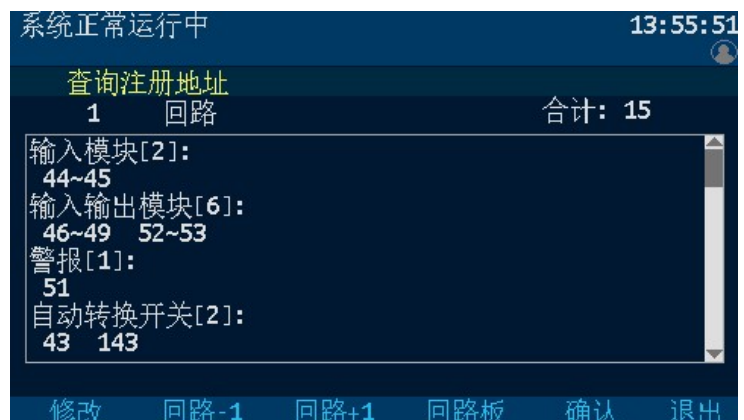 系统正常运行中 13:55:51
查询注册地址
1 回路 合计: 15
输入模块[2]:
44~45
输入输出模块[6]:
46~49 52~53
警报[1]:
51
自动转换开关[2]:
43 143
修改 回路-1 回路+1 回路板 确认 退出